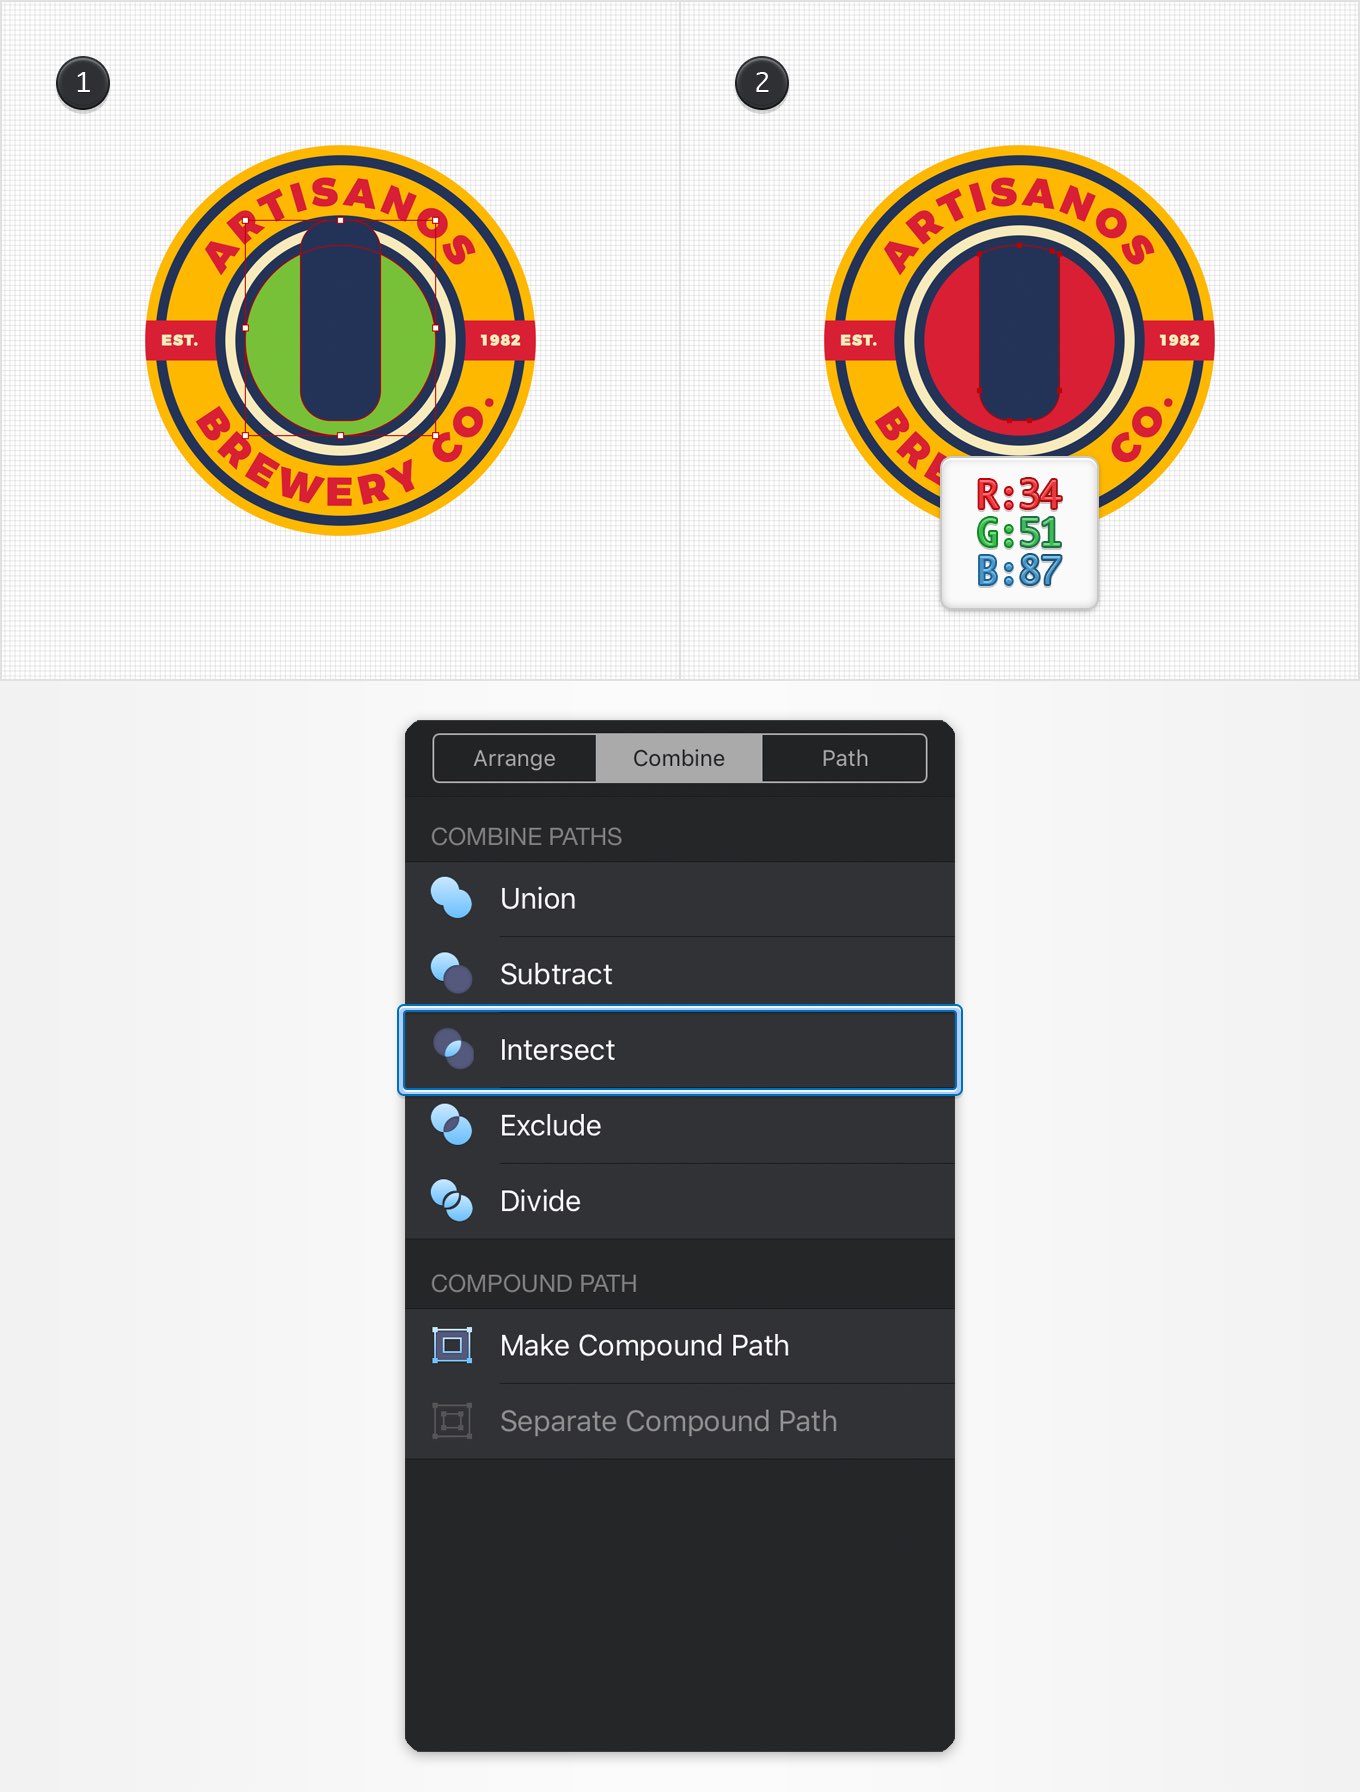 1
ARTISANOS
EST.
1982
BREWERY CO.
2
ARTISANOS
EST.
1982
BRE
CO.
R:34
G:51
B:87
Arrange
Combine
Path
COMBINE PATHS
Union
Subtract
Intersect
Exclude
Divide
COMPOUND PATH
Make Compound Path
Separate Compound Path